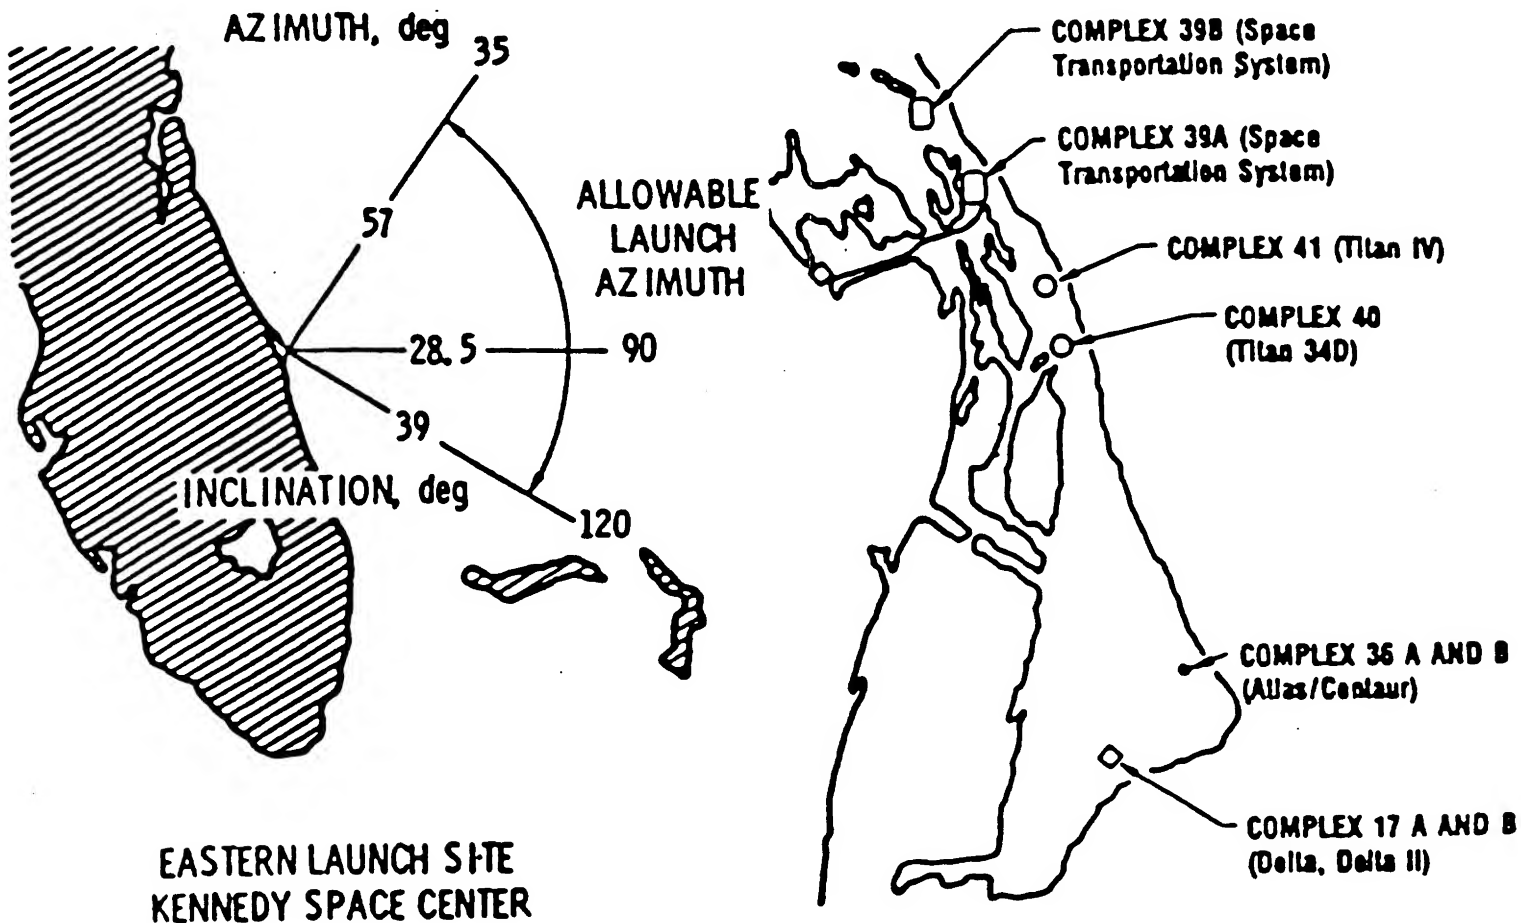 AZIMUTH, deg
35
57
ALLOWABLE
LAUNCH
AZIMUTH
28.5
90
39
INCLINATION, deg
120
EASTERN LAUNCH SITE
KENNEDY SPACE CENTER
COMPLEX 39B (Space
Transportation System)
COMPLEX 39A (Space
Transportation System)
COMPLEX 41 (Titan IV)
COMPLEX 40
(Titan 34D)
COMPLEX 36 A AND B
(Atlas/Centaur)
COMPLEX 17 A AND B
(Delta, Delta II)